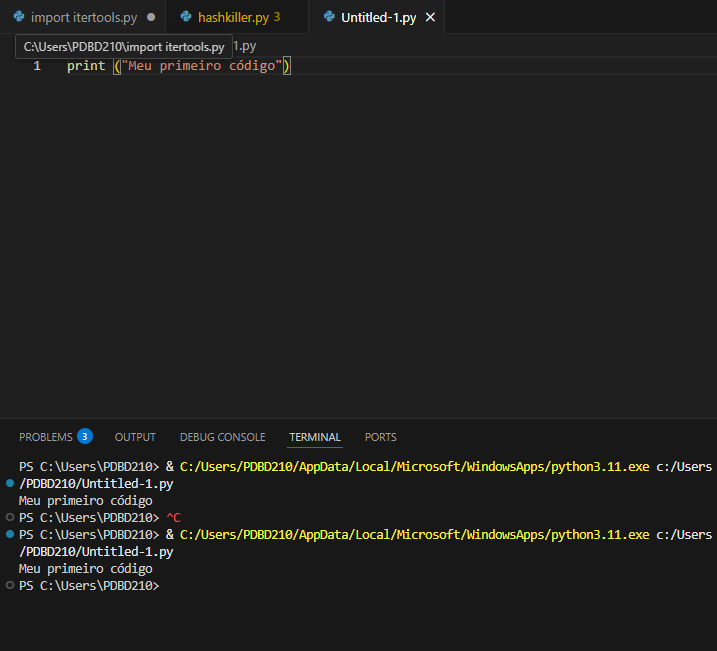 import itertools.py
hashkiller.py 3
Untitled-1.py
C:\Users\PDBD210\import itertools.py 1.py
1 print ("Meu primeiro código")
PROBLEMS 3 OUTPUT DEBUG CONSOLE TERMINAL PORTS
PS C:\Users\PDBD210> & C:/Users/PDBD210/AppData/Local/Microsoft/WindowsApps/python3.11.exe c:/Users
/PDBD210/Untitled-1.py
Meu primeiro código
PS C:\Users\PDBD210> ^C
PS C:\Users\PDBD210> & C:/Users/PDBD210/AppData/Local/Microsoft/WindowsApps/python3.11.exe c:/Users
/PDBD210/Untitled-1.py
Meu primeiro código
PS C:\Users\PDBD210>